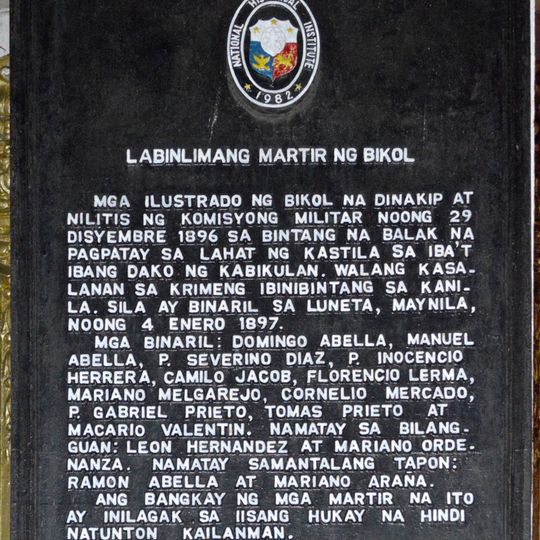 NATIONAL HISTORICAL INSTITUTE
1982
LABINLIMANG MARTIR NG BIKOL
MGA ILUSTRADO NG BIKOL NA DINAKIP AT
NILITIS NG KOMISYONG MILITAR NOONG 29
DISYEMBRE 1896 SA BINTANG NA BALAK NA
PAGPATAY SA LAHAT NG KASTILA SA IBA'T
IBANG DAKO NG KABIKULAN. WALANG KASA-
LANAN SA KRIMENG IBINIBINTANG SA KANI-
LA. SILA AY BINARIL SA LUNETA, MAYNILA,
NOONG 4 ENERO 1897.
MGA BINARIL: DOMINGO ABELLA, MANUEL
ABELLA, P. SEVERINO DIAZ, P. INOCENCIO
HERRERA, CAMILO JACOB, FLORENCIO LERMA,
MARIANO MELGAREJO, CORNELIO MERCADO,
P. GABRIEL PRIETO, TOMAS PRIETO AT
MACARIO VALENTIN. NAMATAY SA BILANG-
GUAN: LEON HERNANDEZ AT MARIANO ORDE-
NANZA. NAMATAY SAMANTALANG TAPON:
RAMON ABELLA AT MARIANO ARANA.
ANG BANGKAY NG MGA MARTIR NA ITO
AY INILAGAK SA IISANG HUKAY NA HINDI
NATUNTON KAILANMAN.